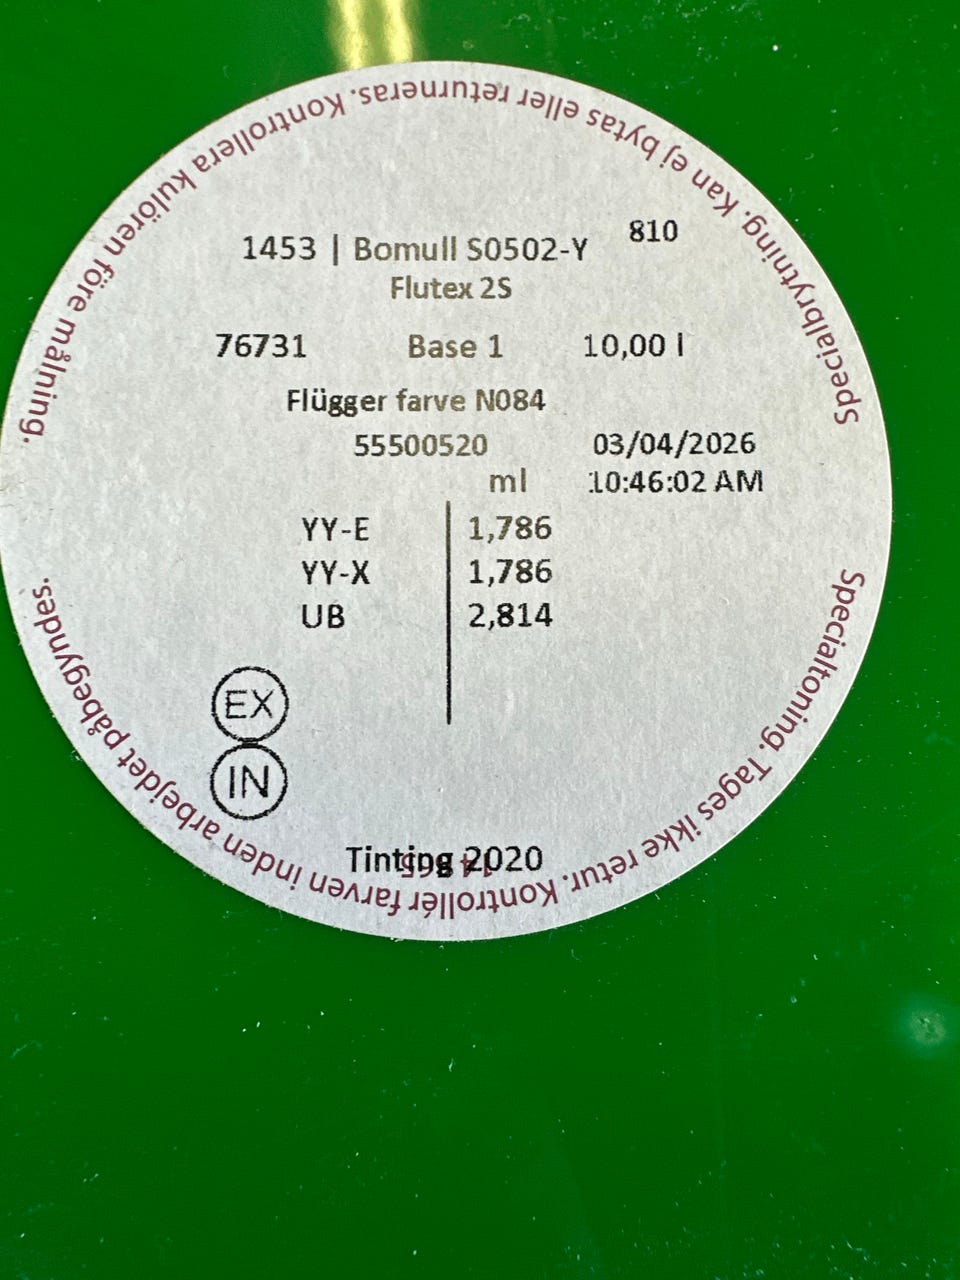 Specialbrytning. Kan ej bytas eller returneras. Kontrollera kulören före målning.
810
1453 | Bomull S0502-Y
Flutex 2S
76731 Base 1 10,00 l
Flügger farve N084
55500520 03/04/2026
ml 10:46:02 AM
YY-E 1,786
YY-X 1,786
UB 2,814
EX
IN
Tinting 2020
Specialtoning. Tages ikke retur. Kontrollér farven inden arbejdet påbegyndes.